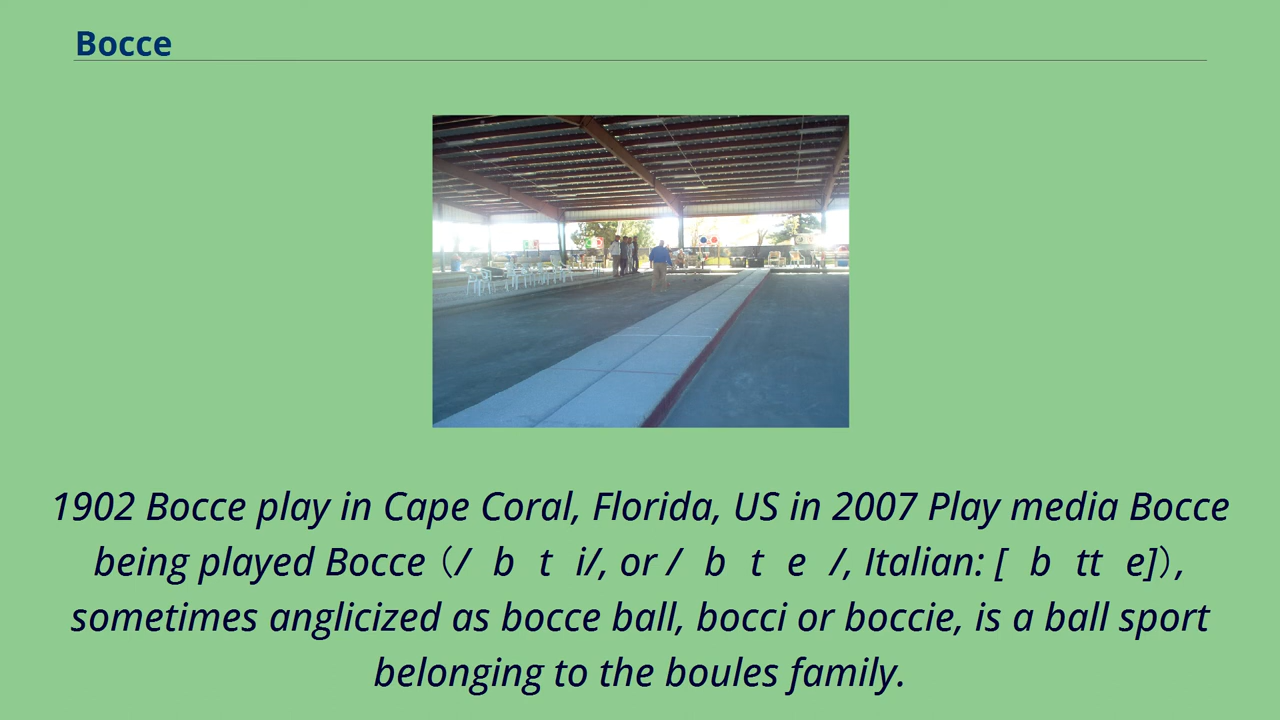 Bocce
1902 Bocce play in Cape Coral, Florida, US in 2007 Play media Bocce
being played Bocce （/ b t i/, or / b t e /, Italian: [ b tt e]）,
sometimes anglicized as bocce ball, bocci or boccie, is a ball sport
belonging to the boules family.